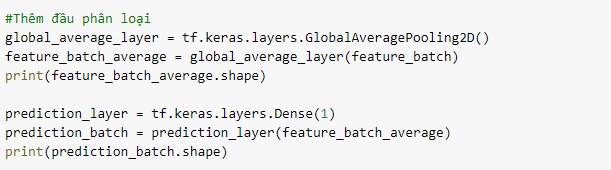 #Thêm đầu phân loại
global_average_layer = tf.keras.layers.GlobalAveragePooling2D()
feature_batch_average = global_average_layer(feature_batch)
print(feature_batch_average.shape)
prediction_layer = tf.keras.layers.Dense(1)
prediction_batch = prediction_layer(feature_batch_average)
print(prediction_batch.shape)